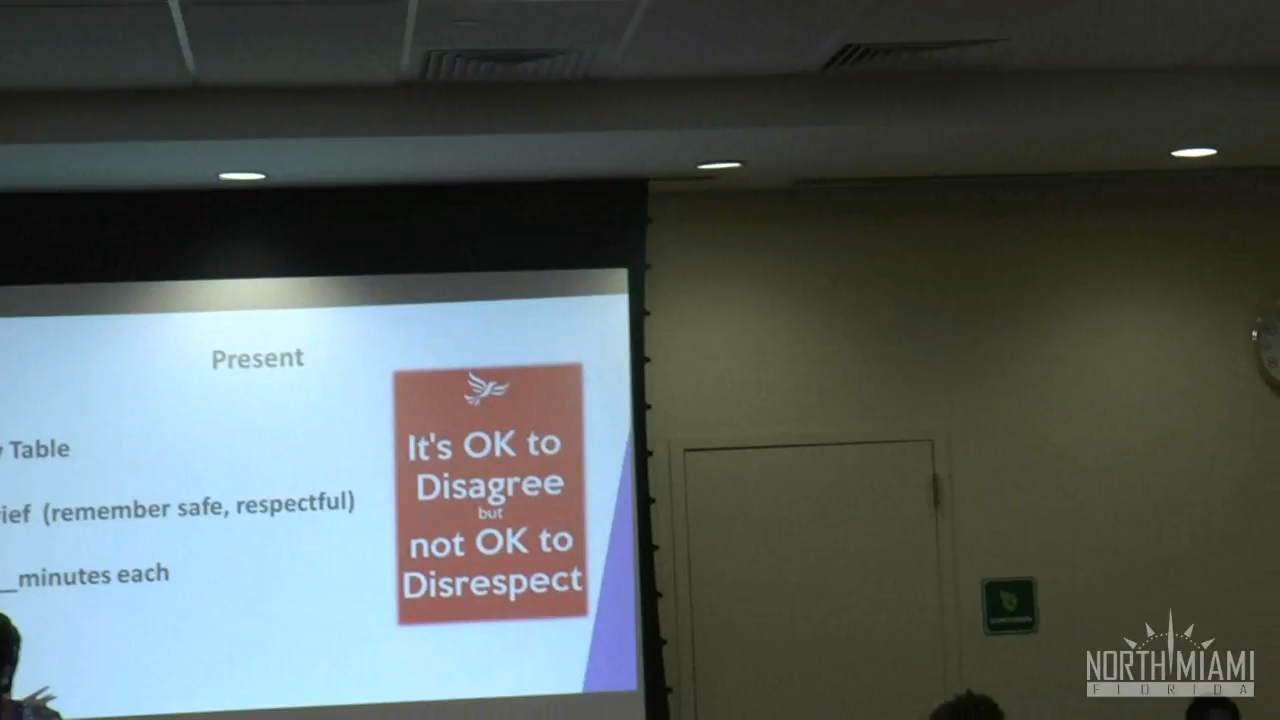 Present
Table
(remember safe, respectful)
minutes each
It's OK to
Disagree
but
not OK to
Disrespect
NORTH MIAMI
FLORIDA